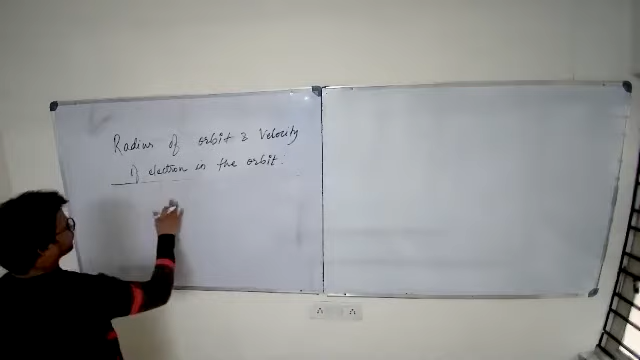 Radius of orbit & Velocity
of electron in the orbit.